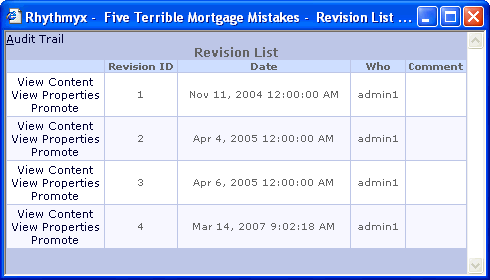 Rhythmyx - Five Terrible Mortgage Mistakes - Revision List ...
Audit Trail
Revision List
Revision ID Date Who Comment
View Content
View Properties 1 Nov 11, 2004 12:00:00 AM admin1
Promote
View Content
View Properties 2 Apr 4, 2005 12:00:00 AM admin1
Promote
View Content
View Properties 3 Apr 6, 2005 12:00:00 AM admin1
Promote
View Content
View Properties 4 Mar 14, 2007 9:02:18 AM admin1
Promote